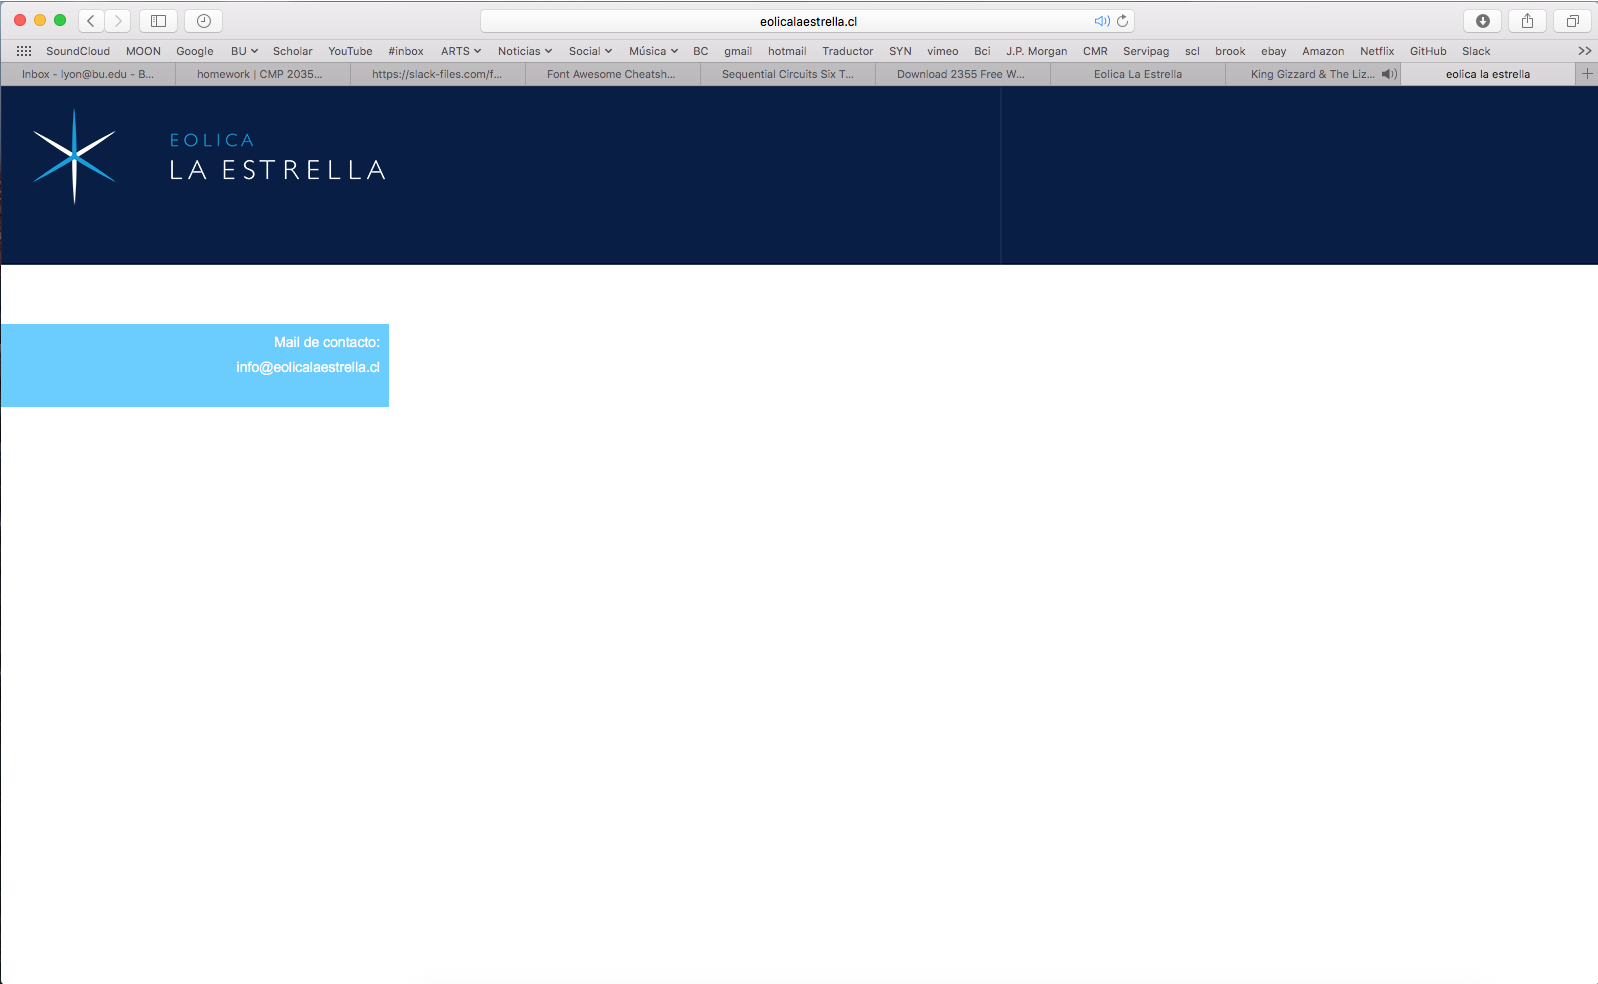 eolicalaestrella.cl
SoundCloud MOON Google BU Scholar YouTube #inbox ARTS Noticias Social Música BC gmail hotmail Traductor SYN vimeo Bci J.P. Morgan CMR Servipag scl brook ebay Amazon Netflix GitHub Slack >>
Inbox - lyon@bu.edu - B... homework | CMP 2035... https://slack-files.com/f... Font Awesome Cheatsh... Sequential Circuits Six T... Download 2355 Free W... Eolica La Estrella King Gizzard & The Liz... eolica la estrella +
EOLICA
LA ESTRELLA
Mail de contacto:
info@eolicalaestrella.cl